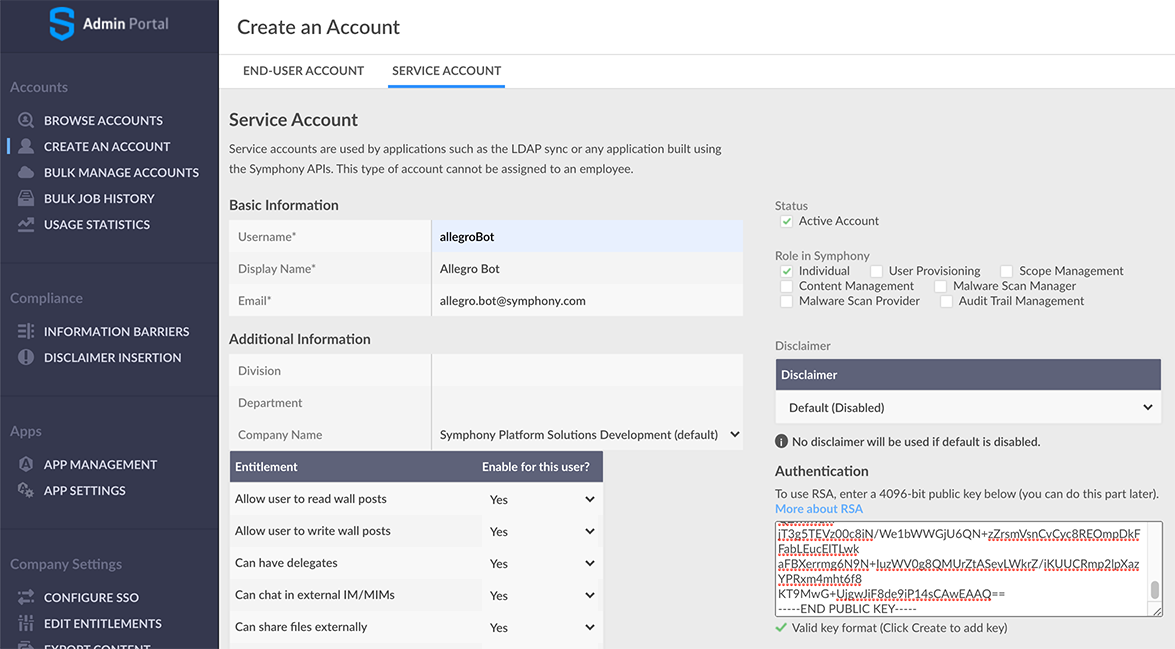 Admin Portal
Accounts
BROWSE ACCOUNTS
CREATE AN ACCOUNT
BULK MANAGE ACCOUNTS
BULK JOB HISTORY
USAGE STATISTICS
Compliance
INFORMATION BARRIERS
DISCLAIMER INSERTION
Apps
APP MANAGEMENT
APP SETTINGS
Company Settings
CONFIGURE SSO
EDIT ENTITLEMENTS
EXPORT CONTENT
Create an Account
END-USER ACCOUNT SERVICE ACCOUNT
Service Account
Service accounts are used by applications such as the LDAP sync or any application built using
the Symphony APIs. This type of account cannot be assigned to an employee.
Basic Information
Username* allegroBot
Display Name* Allegro Bot
Email* allegro.bot@symphony.com
Additional Information
Division
Department
Company Name Symphony Platform Solutions Development (default)
Entitlement Enable for this user?
Allow user to read wall posts Yes
Allow user to write wall posts Yes
Can have delegates Yes
Can chat in external IM/MIMs Yes
Can share files externally Yes
Status
Active Account
Role in Symphony
Individual User Provisioning Scope Management
Content Management Malware Scan Manager
Malware Scan Provider Audit Trail Management
Disclaimer
Disclaimer
Default (Disabled)
No disclaimer will be used if default is disabled.
Authentication
To use RSA, enter a 4096-bit public key below (you can do this part later).
More about RSA
jT3g5TEVz00c8iN/We1bWWGjU6QN+zZrsmVsnCvCyc8REOmpDkF
FabLEucEITLwk
aFBXerrmg6N9N+IuzWV0g8QMUrZtASevLWkrZ/iKUUCRmp2lpXaz
YPRxm4mht6f8
KT9MwG+UjgwJiF8de9iP14sCAwEAAQ==
-----END PUBLIC KEY-----
Valid key format (Click Create to add key)